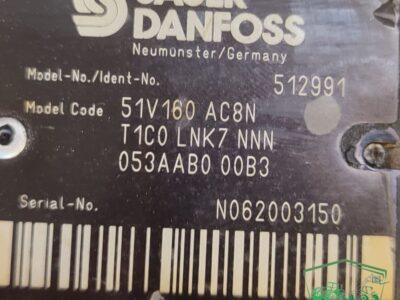 SAUER
DANFOSS
Neumünster/Germany
Model-No./Ident-No. 512991
Model Code 51V160 AC8N
T1C0 LNK7 NNN
053AAB0 00B3
Serial-No. N062003150